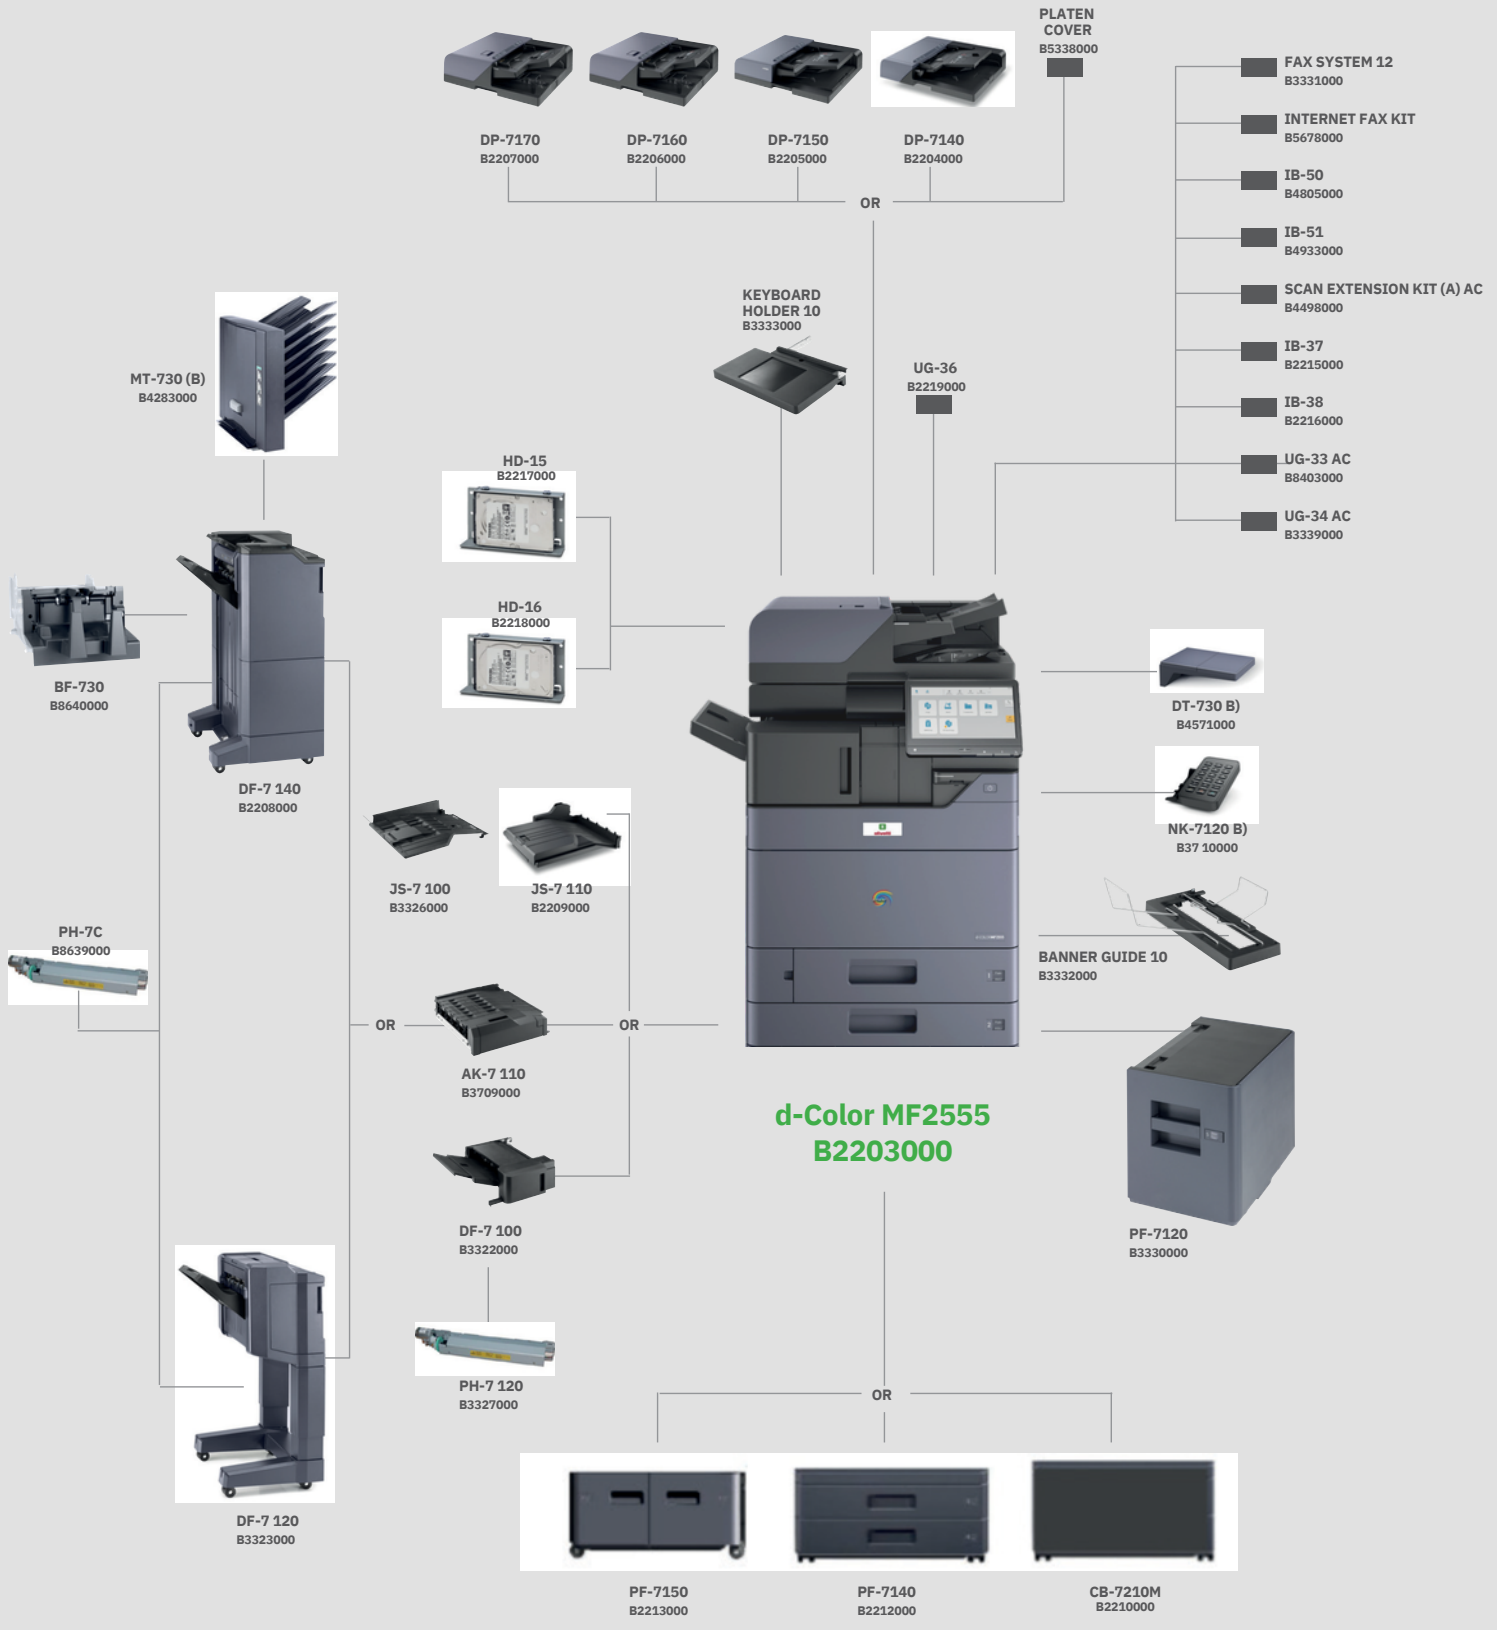 PLATEN
COVER
B5338000
DP-7170
B2207000
DP-7160
B2206000
DP-7150
B2205000
DP-7140
B2204000
OR
FAX SYSTEM 12
B3331000
INTERNET FAX KIT
B5678000
IB-50
B4805000
IB-51
B4933000
SCAN EXTENSION KIT (A) AC
B4498000
IB-37
B2215000
IB-38
B2216000
UG-33 AC
B8403000
UG-34 AC
B3339000
KEYBOARD
HOLDER 10
B3333000
UG-36
B2219000
MT-730 (B)
B4283000
HD-15
B2217000
HD-16
B2218000
BF-730
B8640000
DF-7 140
B2208000
DT-730 B)
B4571000
NK-7120 B)
B37 10000
JS-7 100
B3326000
JS-7 110
B2209000
PH-7C
B8639000
BANNER GUIDE 10
B3332000
OR
OR
AK-7 110
B3709000
d-Color MF2555
B2203000
DF-7 100
B3322000
PF-7120
B3330000
PH-7 120
B3327000
OR
DF-7 120
B3323000
PF-7150
B2213000
PF-7140
B2212000
CB-7210M
B2210000